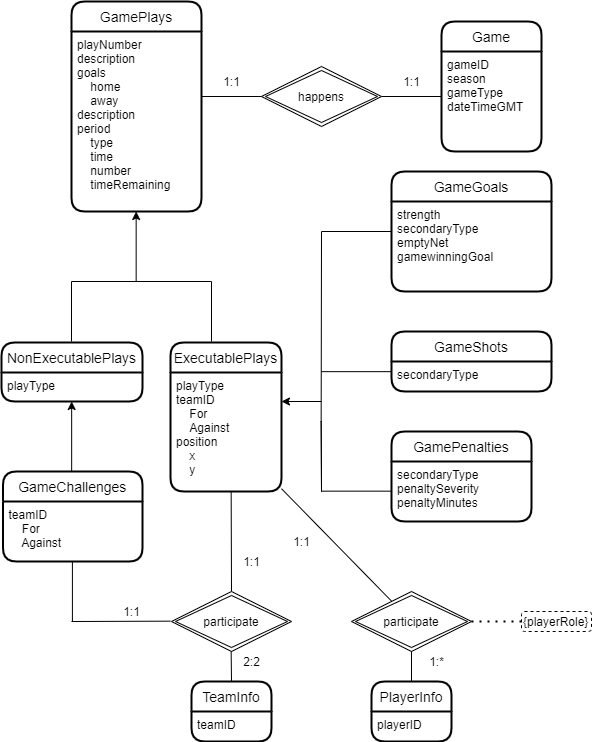 GamePlays
playNumber
description
goals
home
away
description
period
type
time
number
timeRemaining
1:1
happens
1:1
Game
gameID
season
gameType
dateTimeGMT
GameGoals
strength
secondaryType
emptyNet
gamewinningGoal
NonExecutablePlays
playType
ExecutablePlays
playType
teamID
For
Against
position
x
y
GameShots
secondaryType
GamePenalties
secondaryType
penaltySeverity
penaltyMinutes
GameChallenges
teamID
For
Against
1:1
1:1
1:1
participate
participate
{playerRole}
2:2
1:*
TeamInfo
teamID
PlayerInfo
playerID